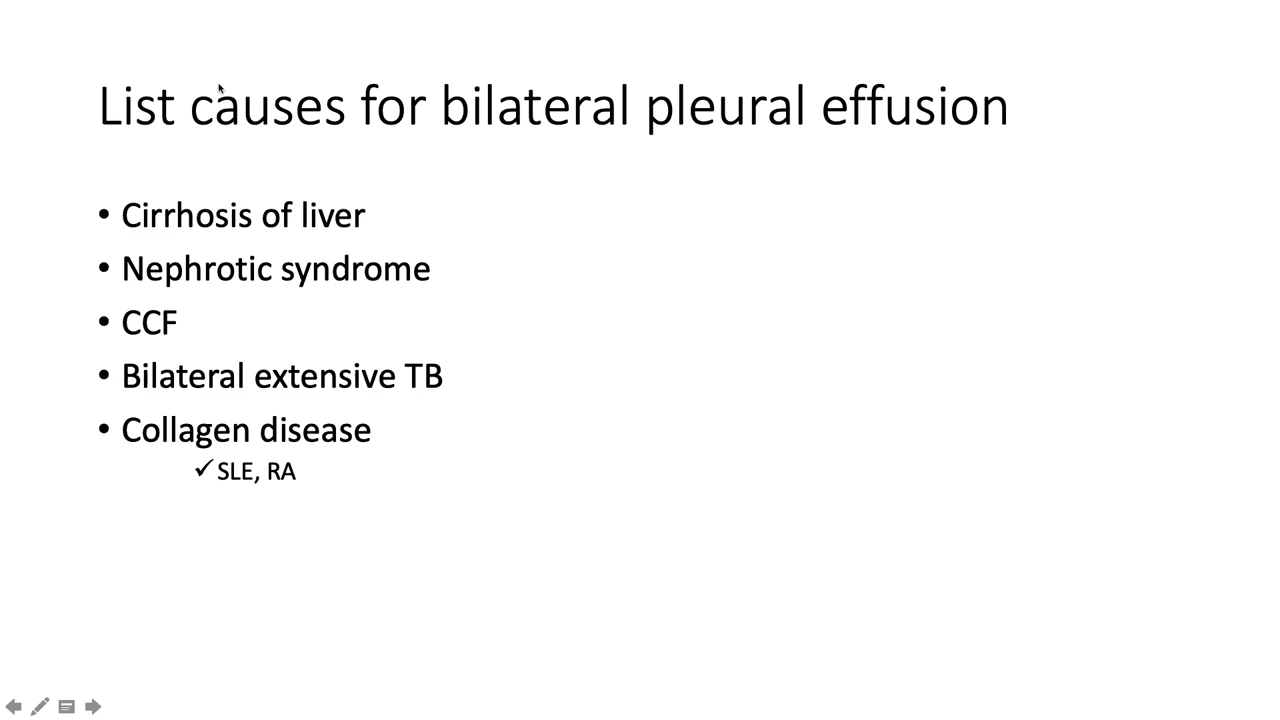 List causes for bilateral pleural effusion
• Cirrhosis of liver
• Nephrotic syndrome
• CCF
• Bilateral extensive TB
• Collagen disease
✓ SLE, RA